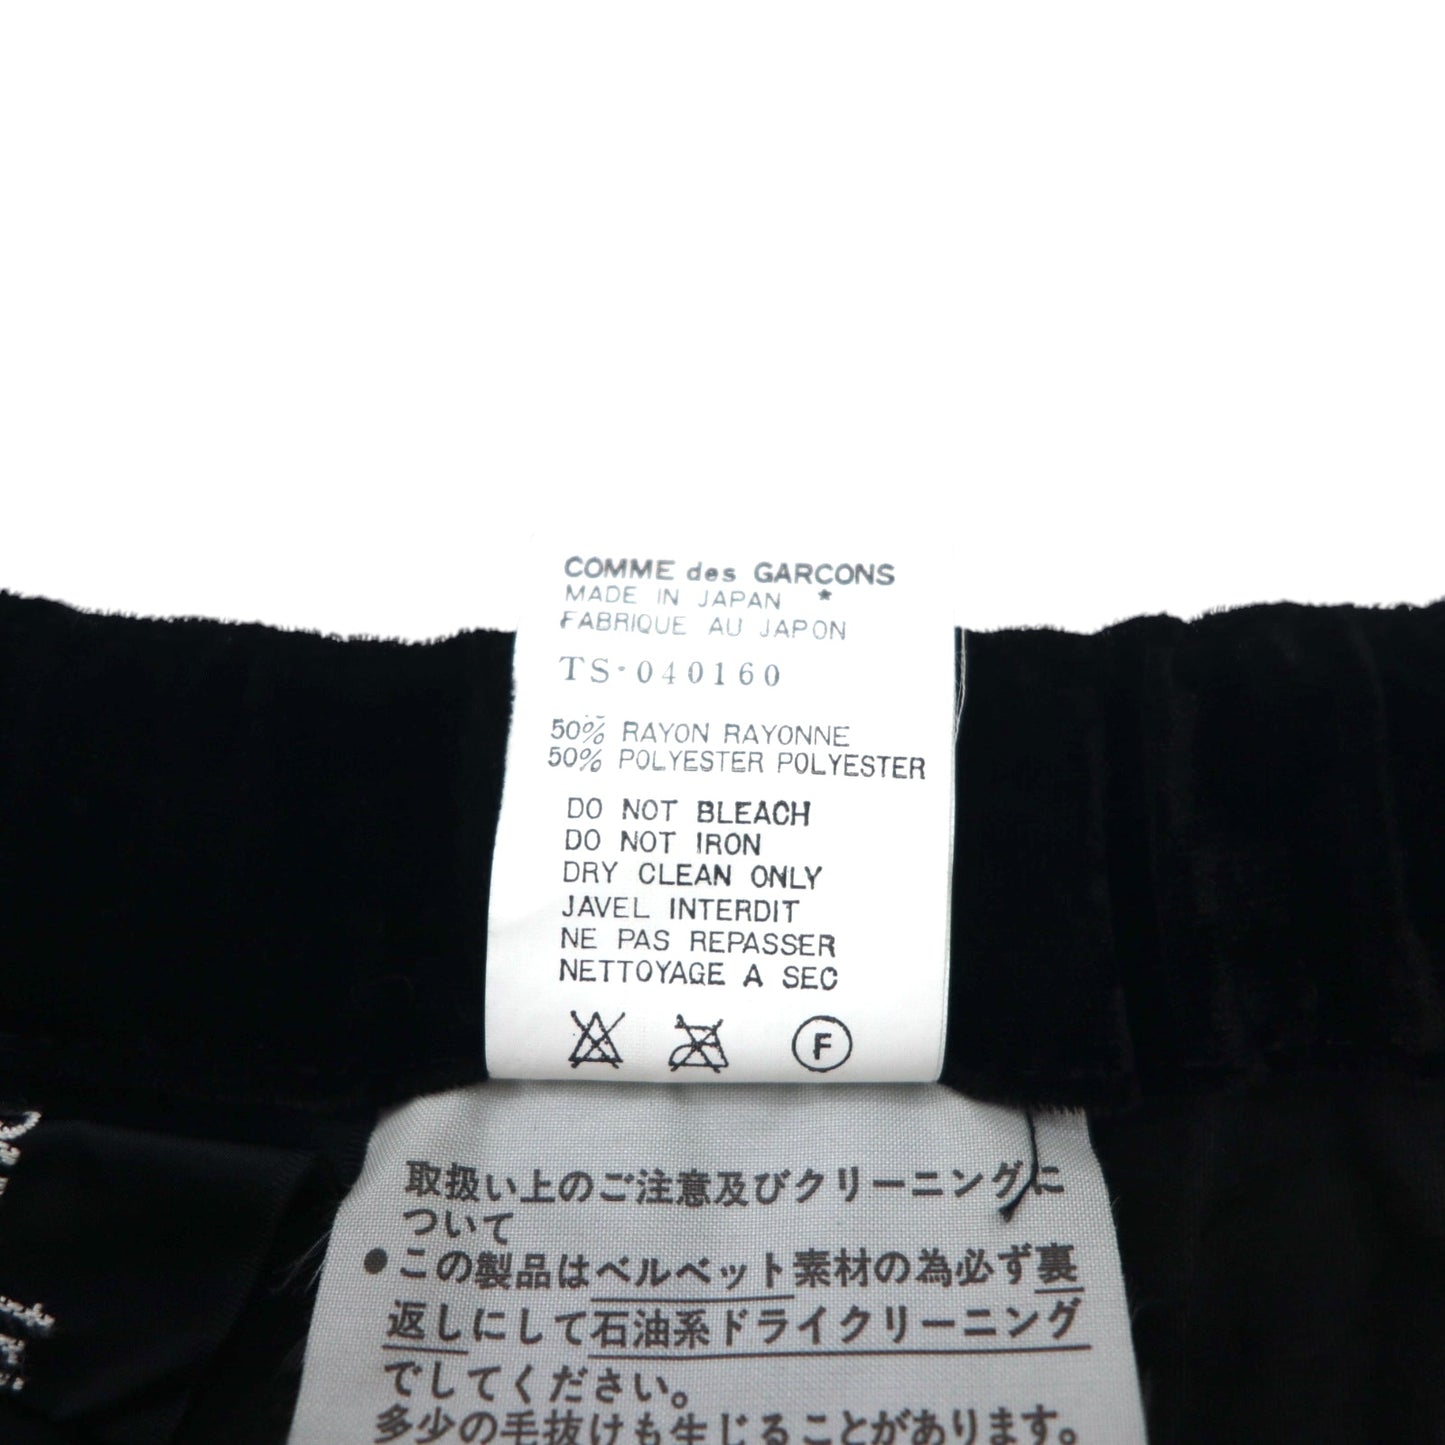 COMME des GARCONS
MADE IN JAPAN *
FABRIQUE AU JAPON
TS·040160
50% RAYON RAYONNE
50% POLYESTER POLYESTER
DO NOT BLEACH
DO NOT IRON
DRY CLEAN ONLY
JAVEL INTERDIT
NE PAS REPASSER
NETTOYAGE A SEC
F
取扱い上のご注意及びクリーニングに
ついて
●この製品はベルベット素材の為必ず裏
返しにして石油系ドライクリーニング
でしてください。
多少の毛抜けも生じることがあります。